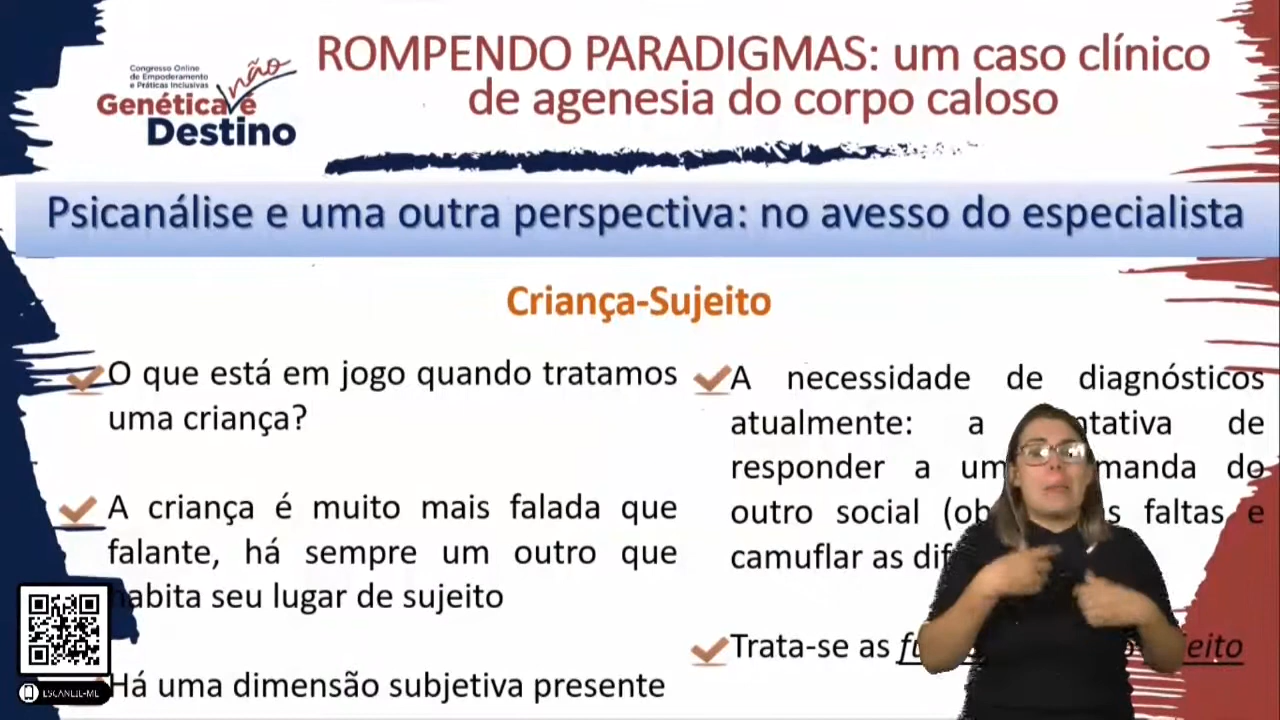 Congresso Online
de Empoderamento
e Práticas Inclusivas
não
Genética é
Destino
ROMPENDO PARADIGMAS: um caso clínico
de agenesia do corpo caloso
Psicanálise e uma outra perspectiva: no avesso do especialista
Criança-Sujeito
O que está em jogo quando tratamos
uma criança?
A criança é muito mais falada que
falante, há sempre um outro que
habita seu lugar de sujeito
Há uma dimensão subjetiva presente
A necessidade de diagnósticos
atualmente: a de
responder a do
outro social faltas e
camuflar as
Trata-se as
ESCANEIE-ME